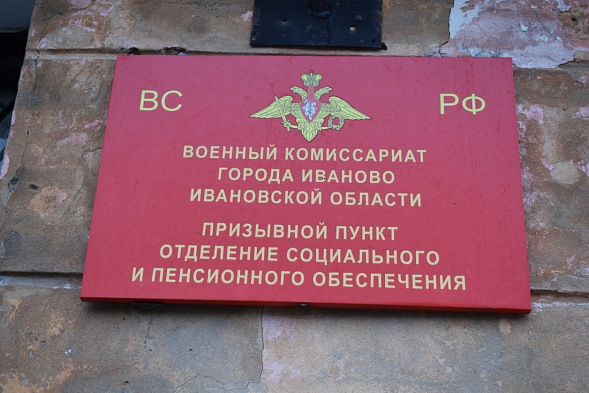 ВС РФ
ВОЕННЫЙ КОМИССАРИАТ
ГОРОДА ИВАНОВО
ИВАНОВСКОЙ ОБЛАСТИ
ПРИЗЫВНОЙ ПУНКТ
ОТДЕЛЕНИЕ СОЦИАЛЬНОГО
И ПЕНСИОННОГО ОБЕСПЕЧЕНИЯ